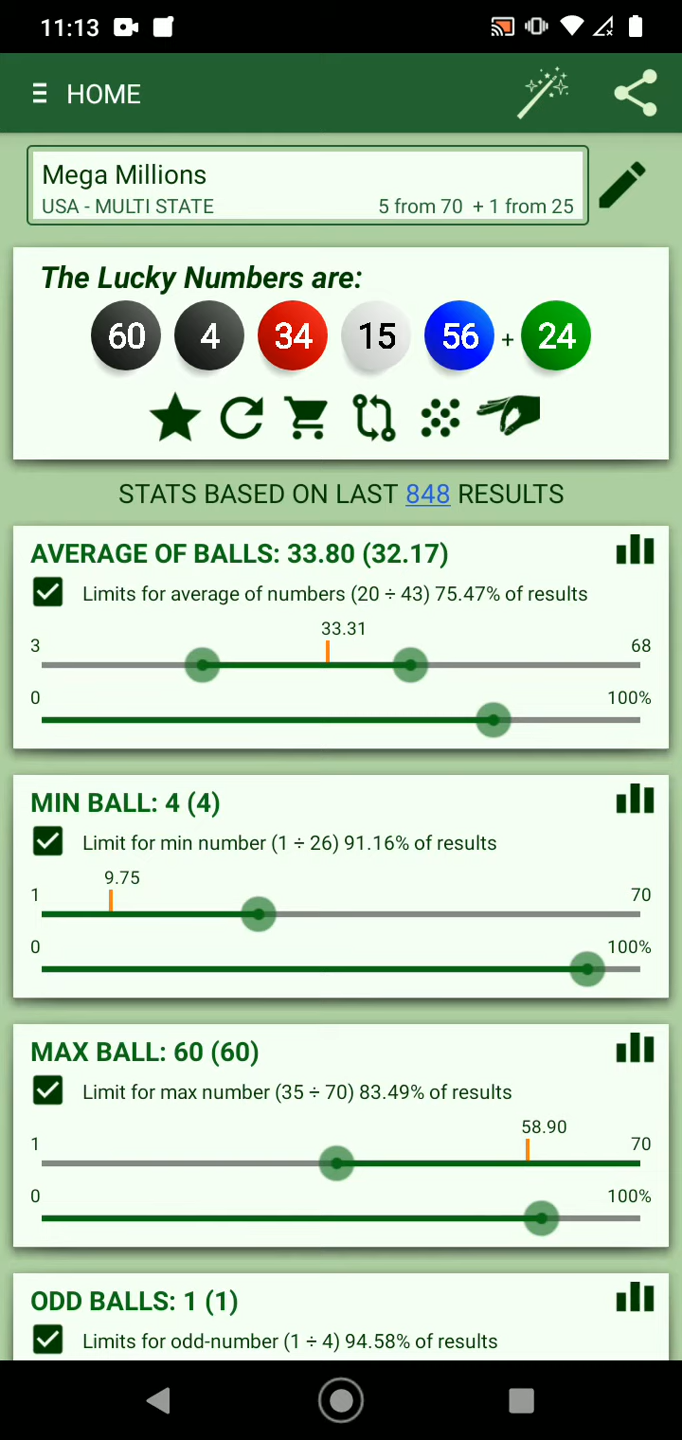 11:13
HOME
Mega Millions
USA - MULTI STATE 5 from 70 + 1 from 25
The Lucky Numbers are:
60 4 34 15 56 + 24
STATS BASED ON LAST 848 RESULTS
AVERAGE OF BALLS: 33.80 (32.17)
Limits for average of numbers (20 ÷ 43) 75.47% of results
33.31
3 68
0 100%
MIN BALL: 4 (4)
Limit for min number (1 ÷ 26) 91.16% of results
9.75
1 70
0 100%
MAX BALL: 60 (60)
Limit for max number (35 ÷ 70) 83.49% of results
58.90
1 70
0 100%
ODD BALLS: 1 (1)
Limits for odd-number (1 ÷ 4) 94.58% of results